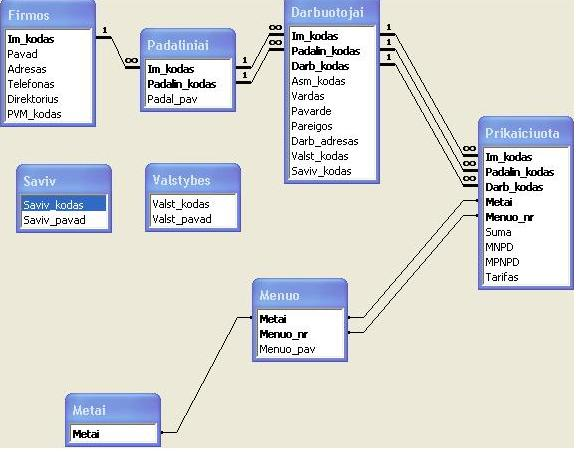 Firmos
Im_kodas
Pavad
Adresas
Telefonas
Direktorius
PVM_kodas
1
∞
Padaliniai
Im_kodas
Padalin_kodas
Padal_pav
1
1
∞
∞
Darbuotojai
Im_kodas
Padalin_kodas
Darb_kodas
Asm_kodas
Vardas
Pavarde
Pareigos
Darb_adresas
Valst_kodas
Saviv_kodas
1
1
1
∞
∞
∞
Prikaiciuota
Im_kodas
Padalin_kodas
Darb_kodas
Metai
Menuo_nr
Suma
MNPD
MPNPD
Tarifas
Saviv
Saviv_kodas
Saviv_pavad
Valstybes
Valst_kodas
Valst_pavad
Menuo
Metai
Menuo_nr
Menuo_pav
Metai
Metai